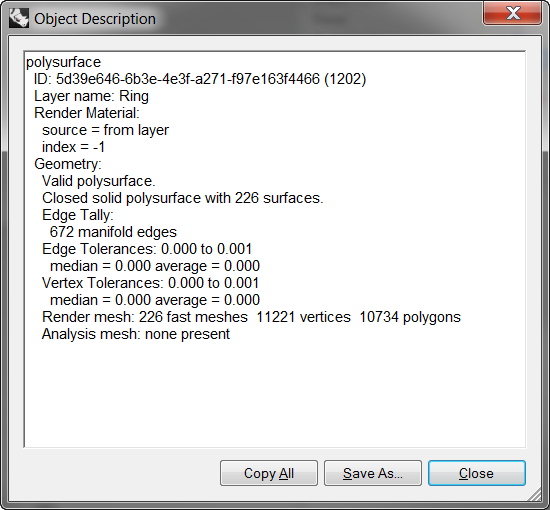 Object Description
polysurface
ID: 5d39e646-6b3e-4e3f-a271-f97e163f4466 (1202)
Layer name: Ring
Render Material:
source = from layer
index = -1
Geometry:
Valid polysurface.
Closed solid polysurface with 226 surfaces.
Edge Tally:
672 manifold edges
Edge Tolerances: 0.000 to 0.001
median = 0.000 average = 0.000
Vertex Tolerances: 0.000 to 0.001
median = 0.000 average = 0.000
Render mesh: 226 fast meshes  11221 vertices  10734 polygons
Analysis mesh: none present
Copy All Save As... Close